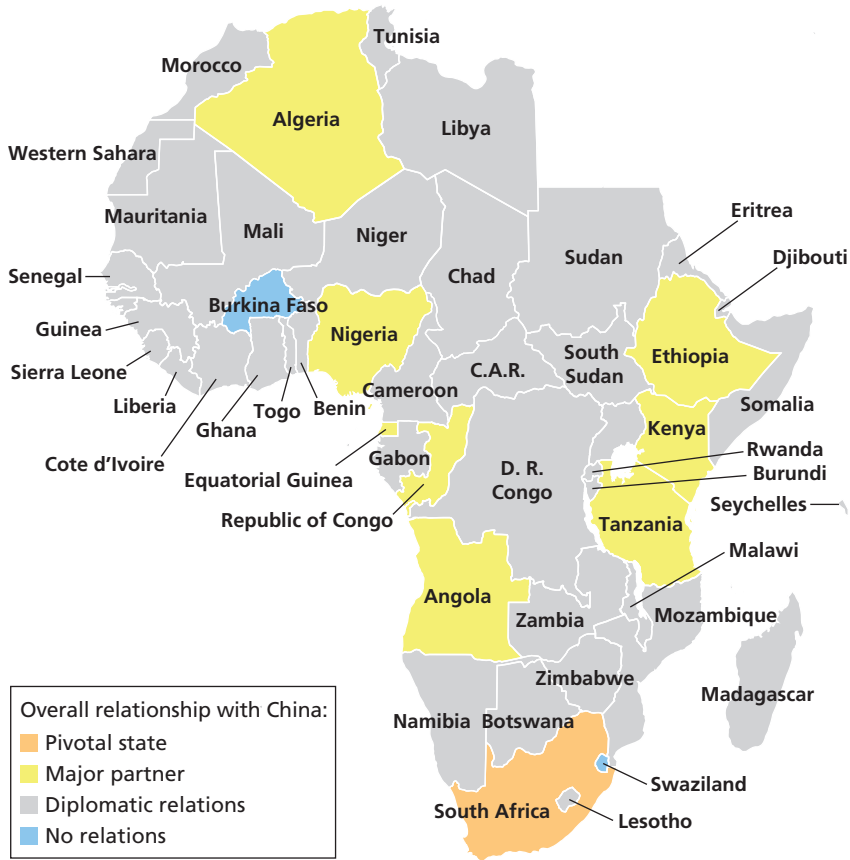 Tunisia
Morocco
Algeria
Libya
Western Sahara
Mauritania
Mali
Niger
Chad
Sudan
Eritrea
Djibouti
Senegal
Burkina Faso
Guinea
Nigeria
Ethiopia
South
Sudan
Sierra Leone
C.A.R.
Cameroon
Liberia
Togo
Benin
Somalia
Ghana
Kenya
Cote d'Ivoire
Gabon
Equatorial Guinea
D. R.
Congo
Rwanda
Burundi
Seychelles
Republic of Congo
Tanzania
Malawi
Angola
Zambia
Mozambique
Zimbabwe
Madagascar
Namibia
Botswana
Swaziland
South Africa
Lesotho
Overall relationship with China:
Pivotal state
Major partner
Diplomatic relations
No relations